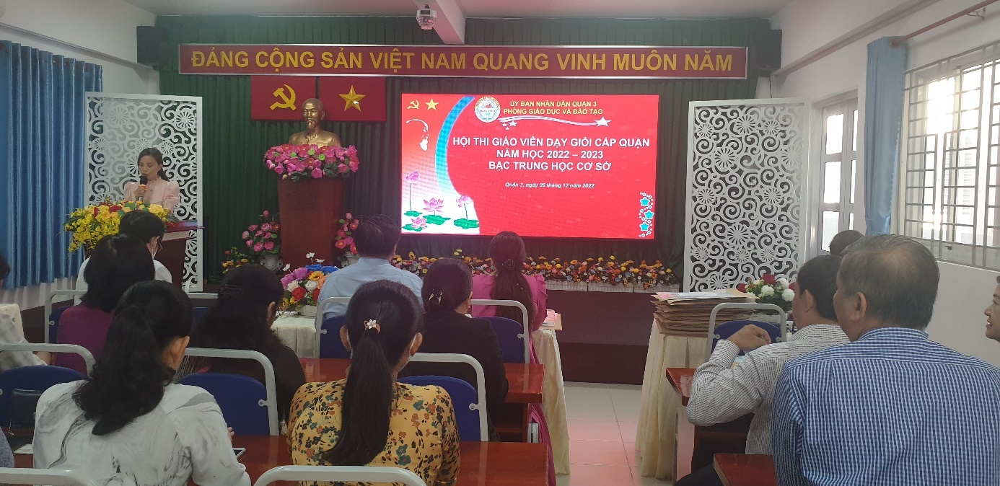 ĐẢNG CỘNG SẢN VIỆT NAM QUANG VINH MUÔN NĂM
ỦY BAN NHÂN DÂN QUẬN 3
PHÒNG GIÁO DỤC VÀ ĐÀO TẠO
HỘI THI GIÁO VIÊN DẠY GIỎI CẤP QUẬN
NĂM HỌC 2022 – 2023
BẬC TRUNG HỌC CƠ SỞ
Quận 3, ngày 06 tháng 12 năm 2022